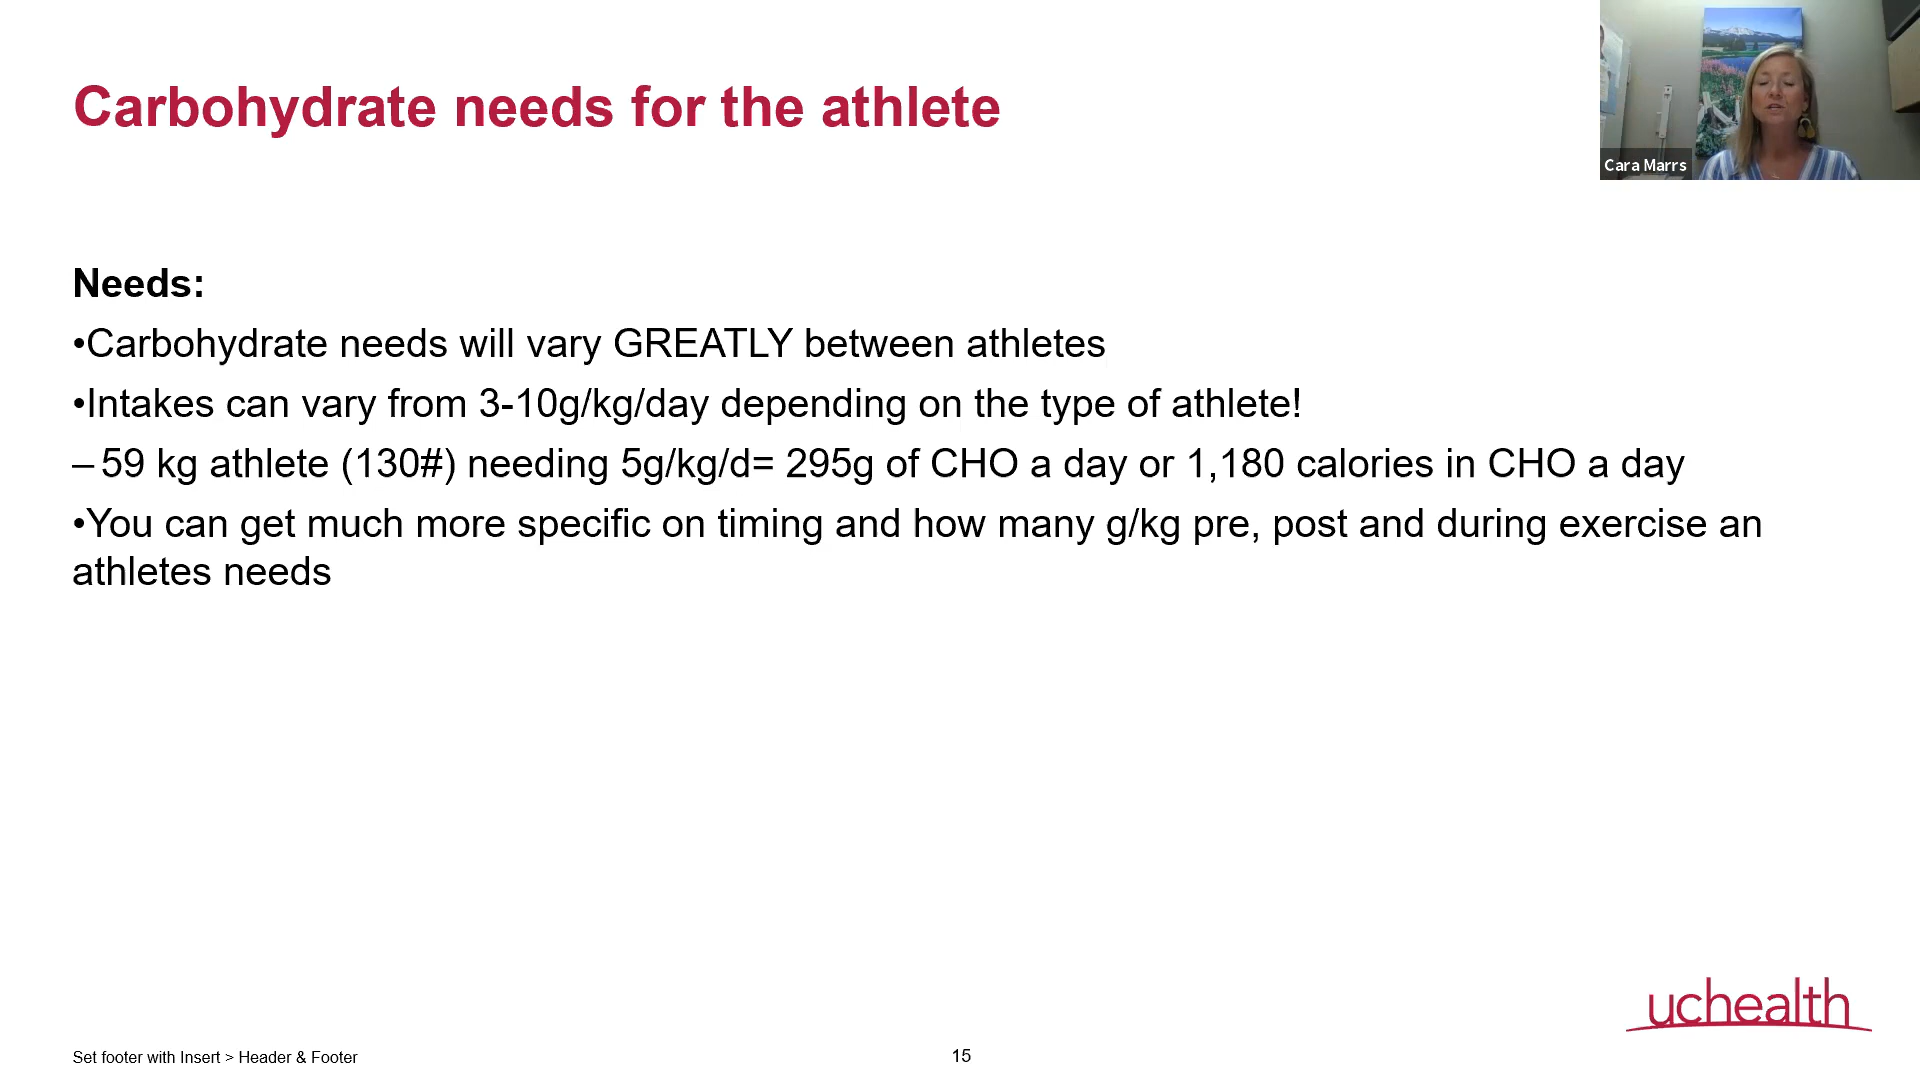 Carbohydrate needs for the athlete
Cara Marrs
Needs:
•Carbohydrate needs will vary GREATLY between athletes
•Intakes can vary from 3-10g/kg/day depending on the type of athlete!
– 59 kg athlete (130#) needing 5g/kg/d= 295g of CHO a day or 1,180 calories in CHO a day
•You can get much more specific on timing and how many g/kg pre, post and during exercise an
athletes needs
uchealth
Set footer with Insert > Header & Footer
15